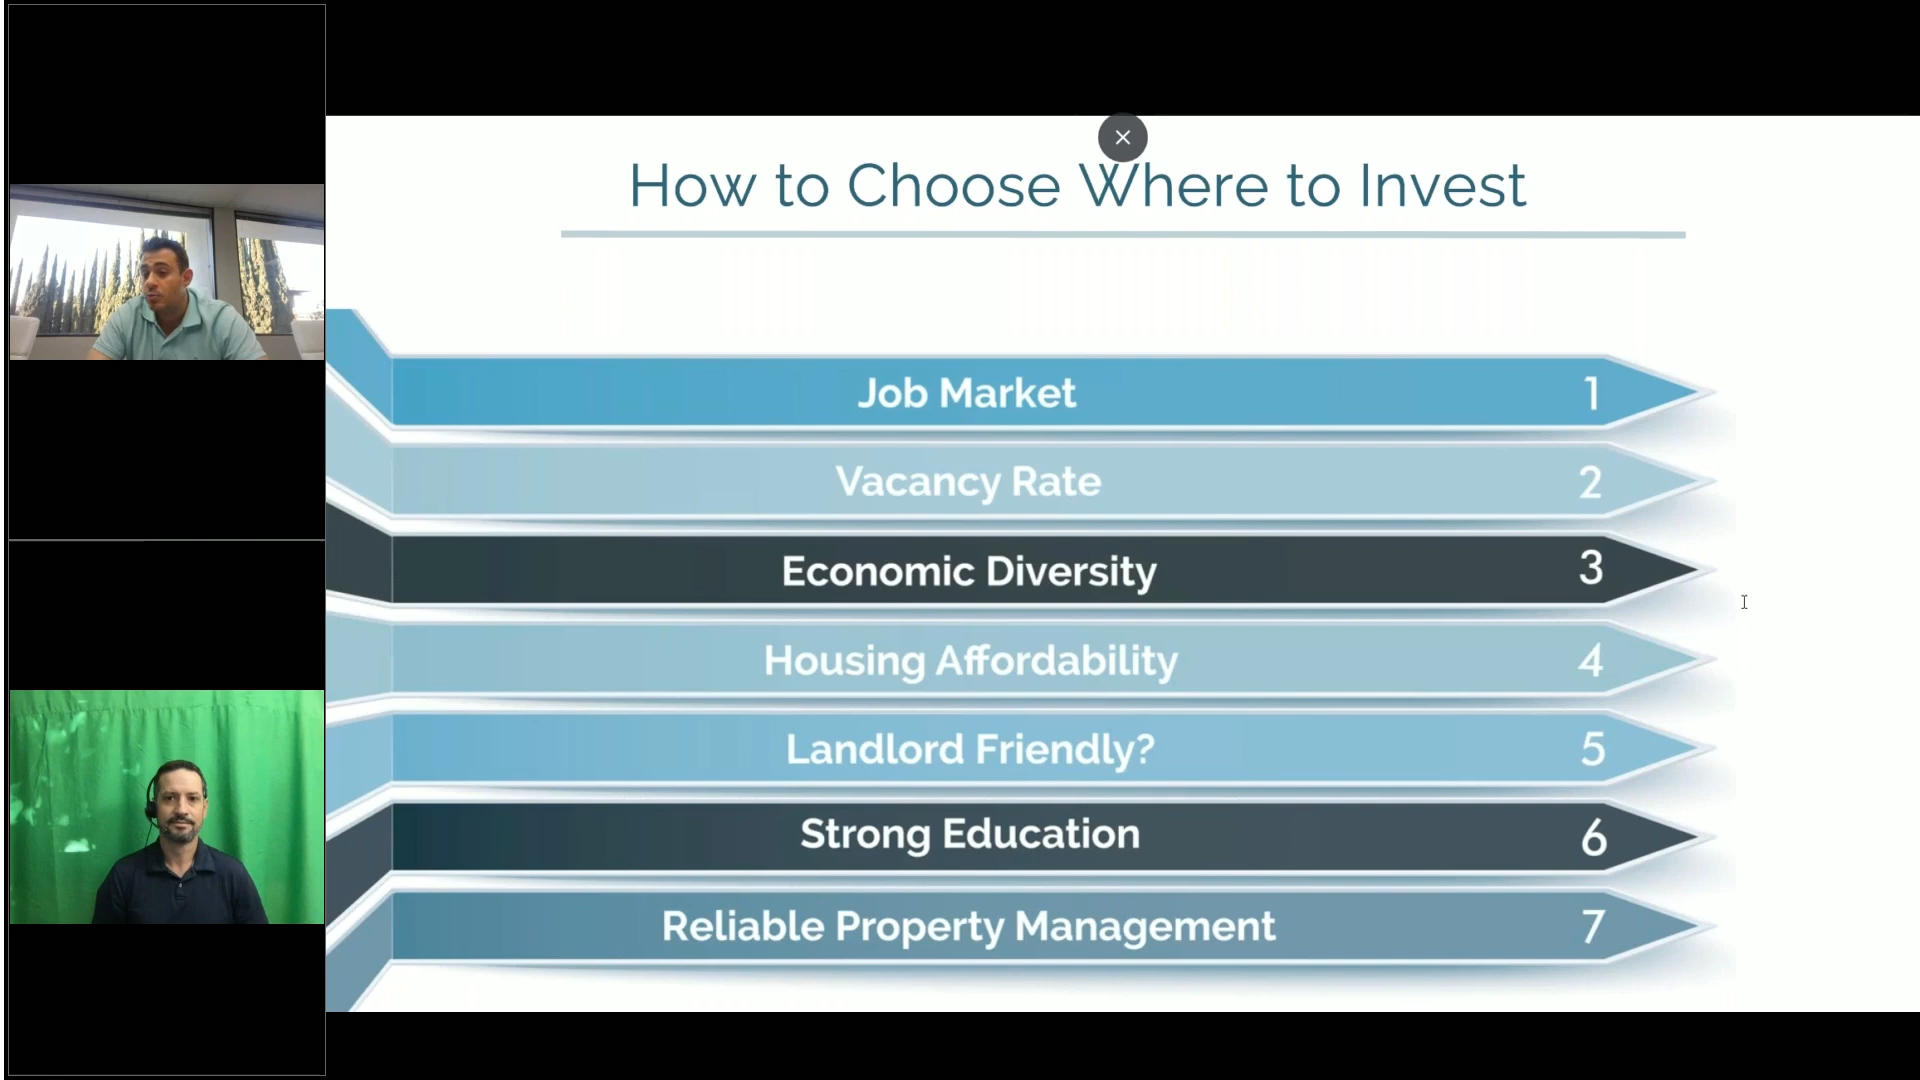 How to Choose Where to Invest
Job Market 1
Vacancy Rate 2
Economic Diversity 3
Housing Affordability 4
Landlord Friendly? 5
Strong Education 6
Reliable Property Management 7